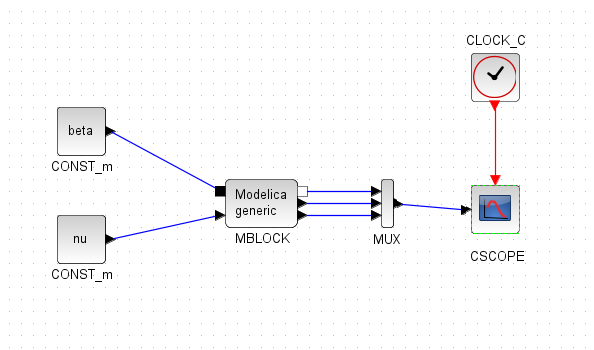 CLOCK_C
beta
CONST_m
Modelica
generic
MBLOCK
nu
CONST_m
MUX
CSCOPE